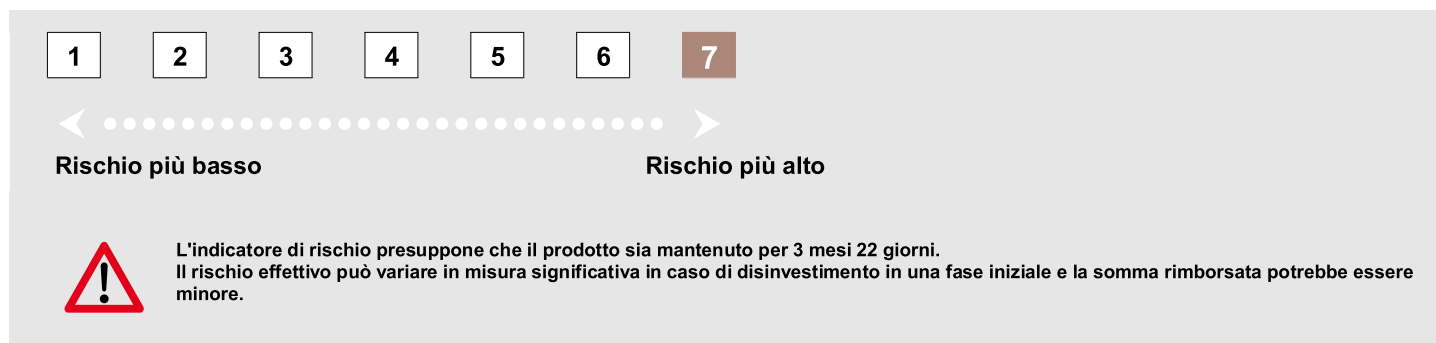 1 2 3 4 5 6 7
Rischio più basso Rischio più alto
L'indicatore di rischio presuppone che il prodotto sia mantenuto per 3 mesi 22 giorni.
Il rischio effettivo può variare in misura significativa in caso di disinvestimento in una fase iniziale e la somma rimborsata potrebbe essere
minore.